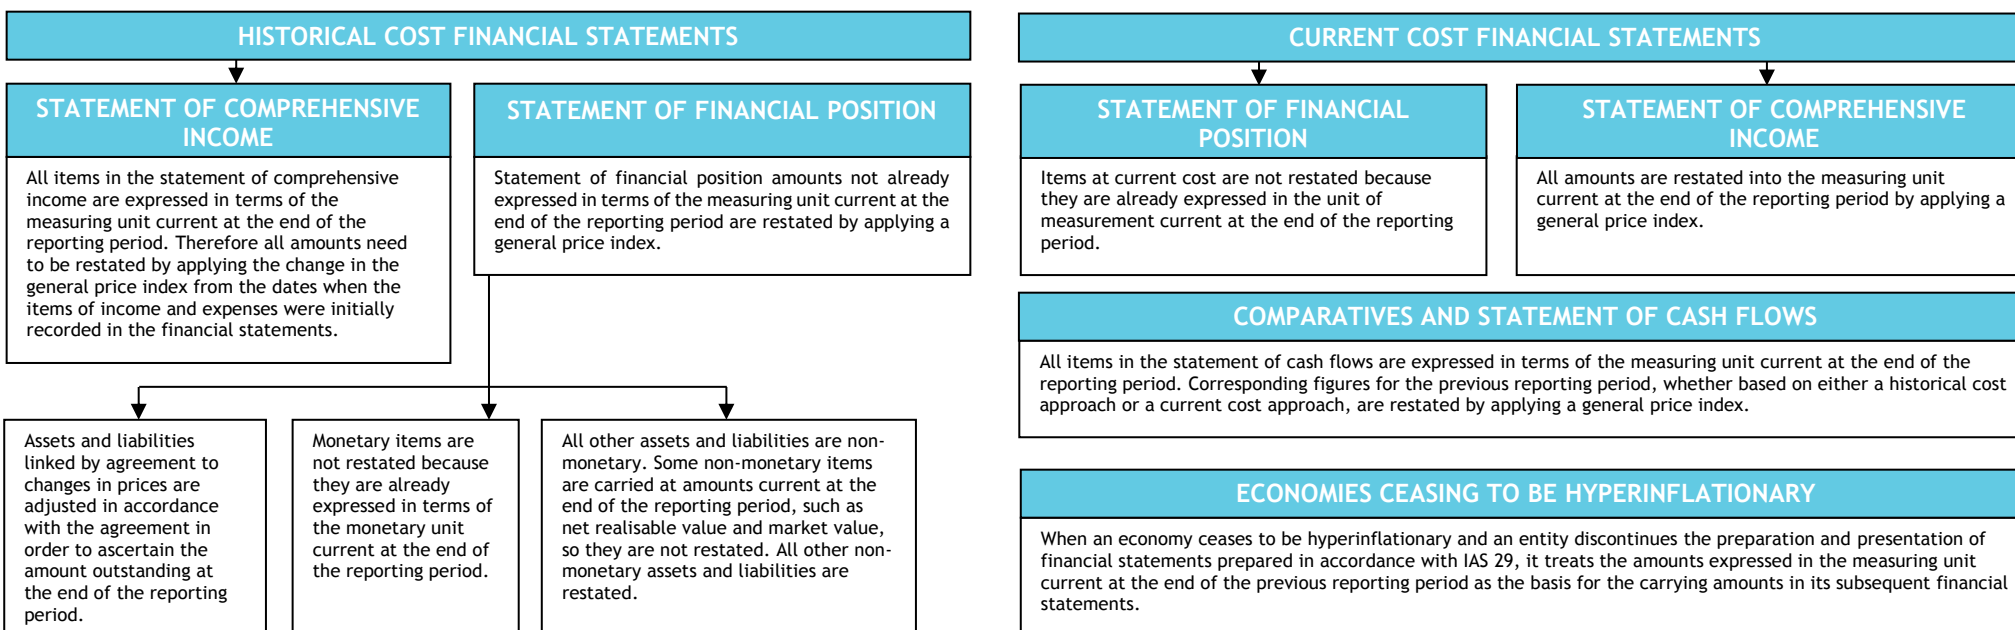 HISTORICAL COST FINANCIAL STATEMENTS
STATEMENT OF COMPREHENSIVE
INCOME
All items in the statement of comprehensive
income are expressed in terms of the
measuring unit current at the end of the
reporting period. Therefore all amounts need
to be restated by applying the change in the
general price index from the dates when the
items of income and expenses were initially
recorded in the financial statements.
STATEMENT OF FINANCIAL POSITION
Statement of financial position amounts not already
expressed in terms of the measuring unit current at the
end of the reporting period are restated by applying a
general price index.
Assets and liabilities
linked by agreement to
changes in prices are
adjusted in accordance
with the agreement in
order to ascertain the
amount outstanding at
the end of the reporting
period.
Monetary items are
not restated because
they are already
expressed in terms of
the monetary unit
current at the end of
the reporting period.
All other assets and liabilities are non-
monetary. Some non-monetary items
are carried at amounts current at the
end of the reporting period, such as
net realisable value and market value,
so they are not restated. All other non-
monetary assets and liabilities are
restated.
CURRENT COST FINANCIAL STATEMENTS
STATEMENT OF FINANCIAL
POSITION
Items at current cost are not restated because
they are already expressed in the unit of
measurement current at the end of the reporting
period.
STATEMENT OF COMPREHENSIVE
INCOME
All amounts are restated into the measuring unit
current at the end of the reporting period by applying a
general price index.
COMPARATIVES AND STATEMENT OF CASH FLOWS
All items in the statement of cash flows are expressed in terms of the measuring unit current at the end of the
reporting period. Corresponding figures for the previous reporting period, whether based on either a historical cost
approach or a current cost approach, are restated by applying a general price index.
ECONOMIES CEASING TO BE HYPERINFLATIONARY
When an economy ceases to be hyperinflationary and an entity discontinues the preparation and presentation of
financial statements prepared in accordance with IAS 29, it treats the amounts expressed in the measuring unit
current at the end of the previous reporting period as the basis for the carrying amounts in its subsequent financial
statements.